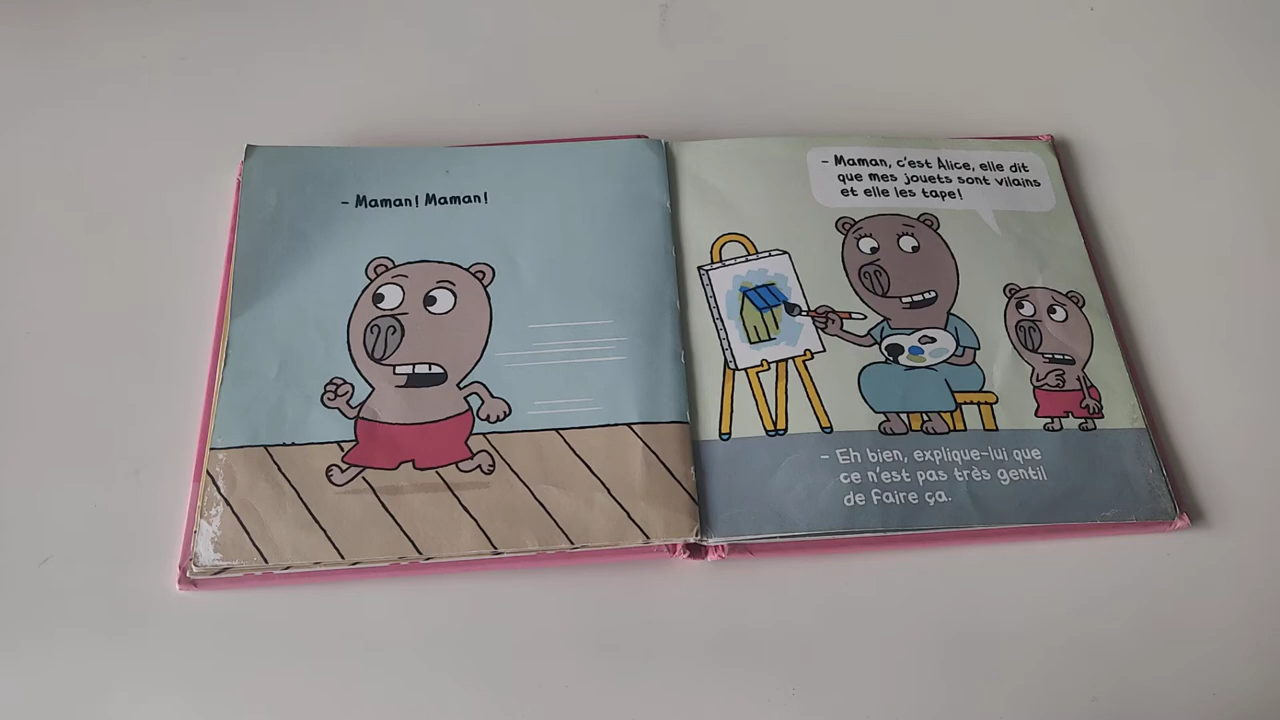 - Maman! Maman!
- Maman, c'est Alice, elle dit
que mes jouets sont vilains
et elle les tape!
- Eh bien, explique-lui que
ce n'est pas très gentil
de faire ça.